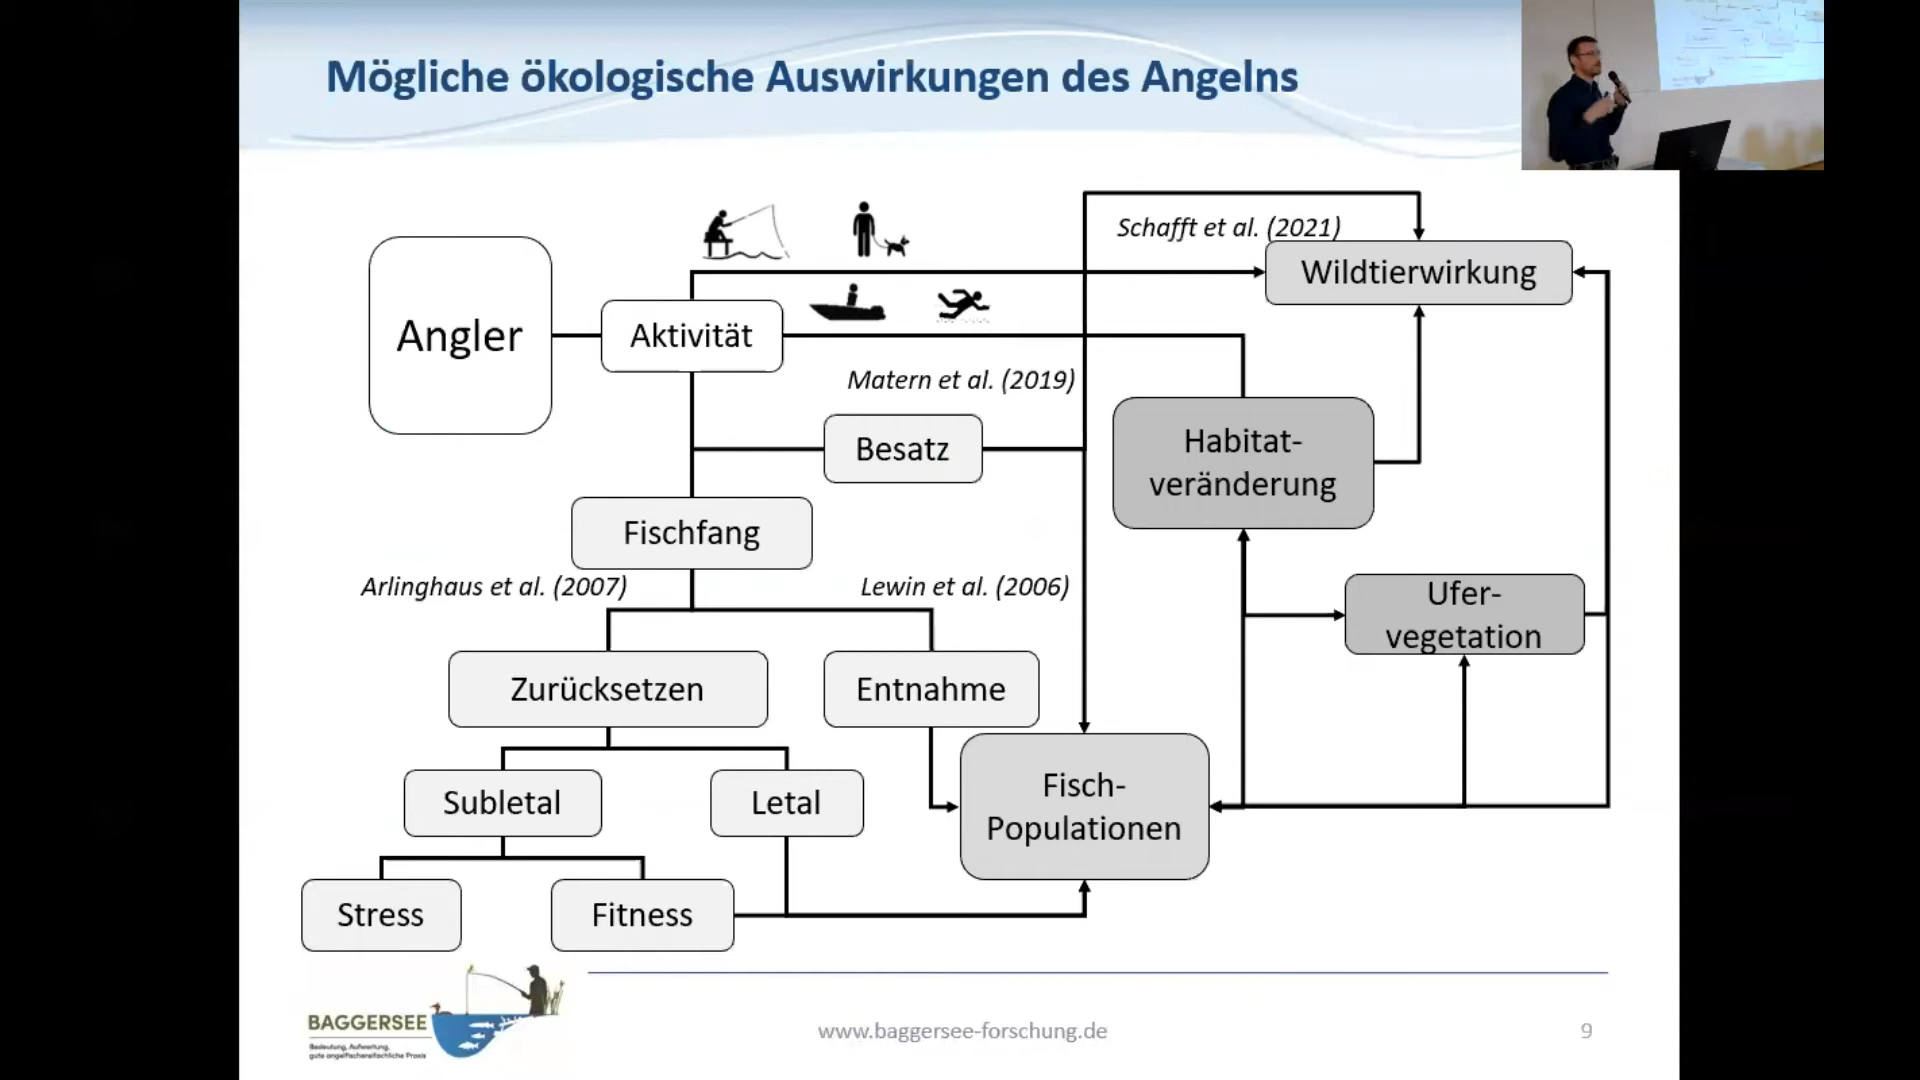 Mögliche ökologische Auswirkungen des Angelns
Schafft et al. (2021)
Wildtierwirkung
Angler
Aktivität
Matern et al. (2019)
Besatz
Habitat-
veränderung
Fischfang
Arlinghaus et al. (2007)
Lewin et al. (2006)
Ufer-
vegetation
Zurücksetzen
Entnahme
Subletal
Letal
Fisch-
Populationen
Stress
Fitness
BAGGERSEE
Bedeutung, Aufwertung,
gute angelfischereifachliche Praxis
www.baggersee-forschung.de
9